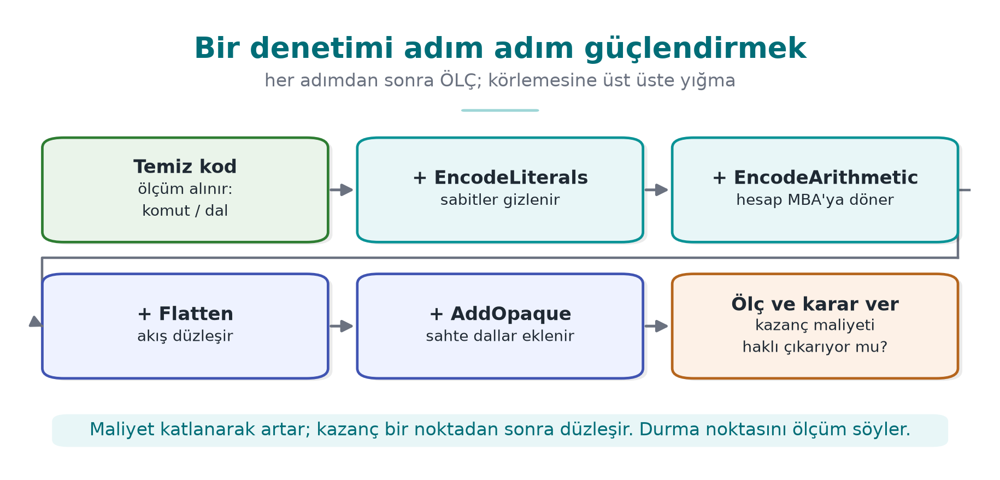 Bir denetimi adım adım güçlendirmek
her adımdan sonra ÖLÇ; körlemesine üst üste yığma
Temiz kod
ölçüm alınır:
komut / dal
+ EncodeLiterals
sabitler gizlenir
+ EncodeArithmetic
hesap MBA'ya döner
+ Flatten
akış düzleşir
+ AddOpaque
sahte dallar eklenir
Ölç ve karar ver
kazanç maliyeti
haklı çıkarıyor mu?
Maliyet katlanarak artar; kazanç bir noktadan sonra düzleşir. Durma noktasını ölçüm söyler.